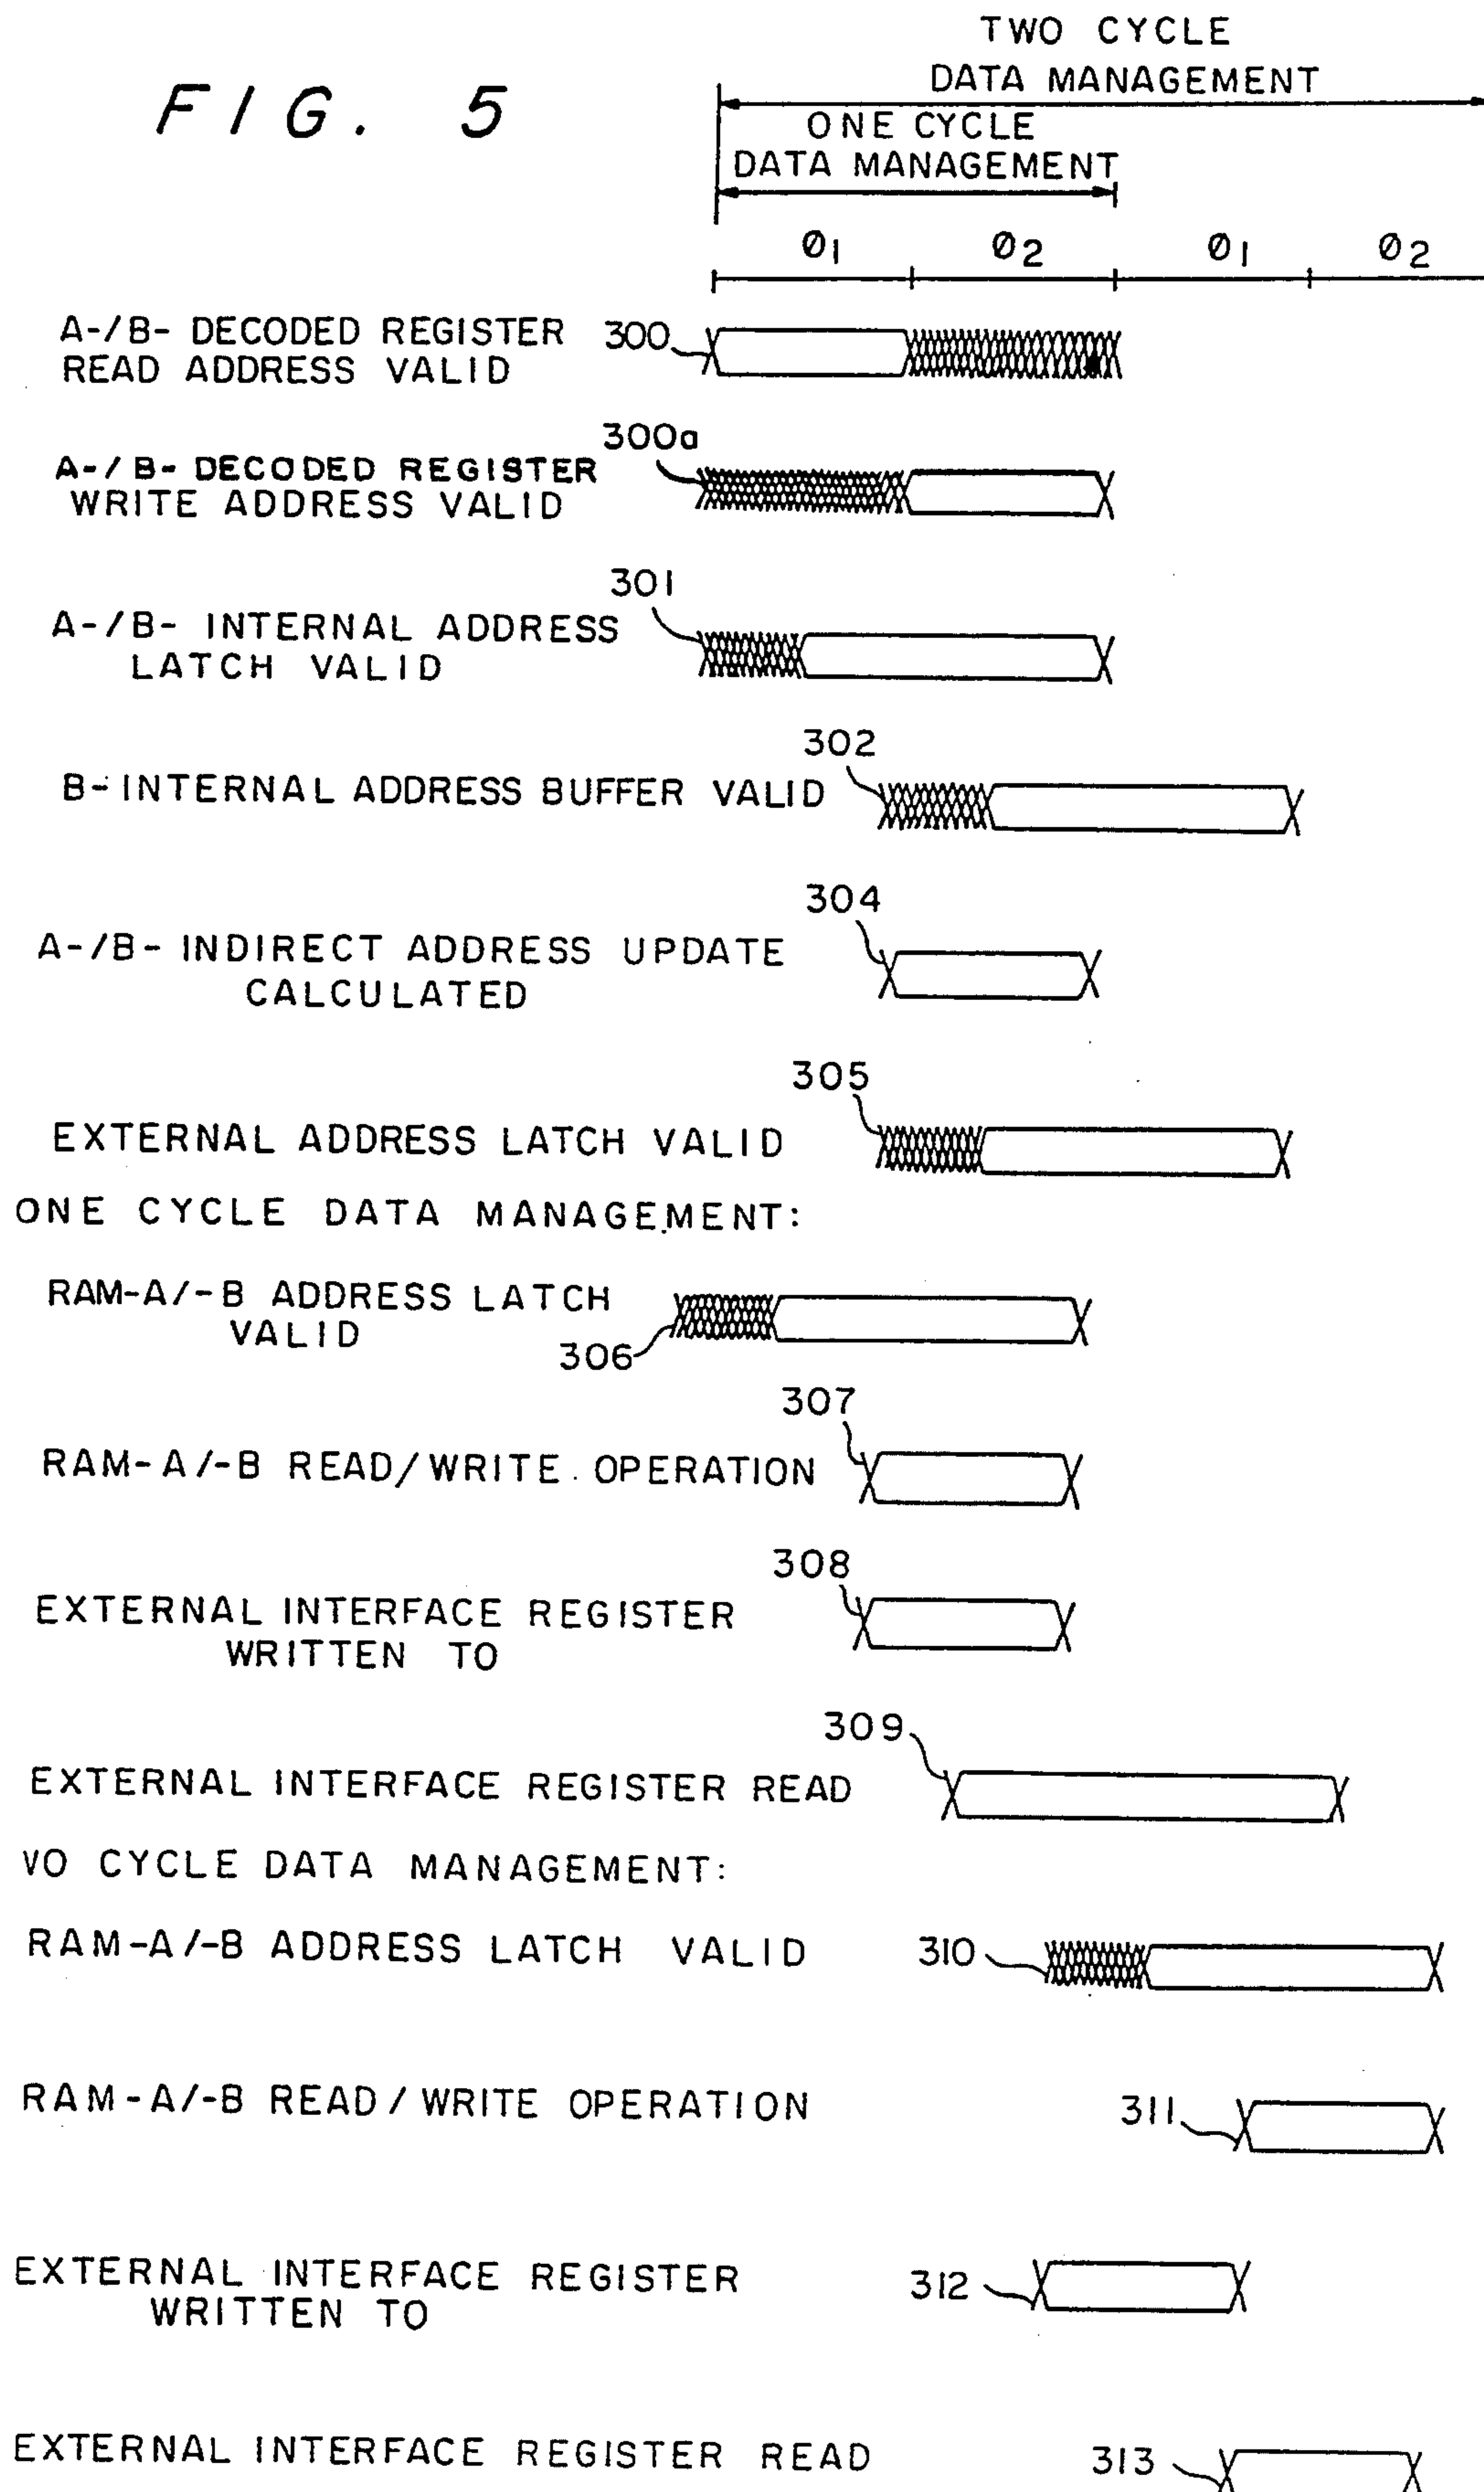 FIG. 5
TWO CYCLE
DATA MANAGEMENT
ONE CYCLE
DATA MANAGEMENT
Ø1 Ø2 Ø1 Ø2
A-/B- DECODED REGISTER 300
READ ADDRESS VALID
300a
A-/B- DECODED REGISTER
WRITE ADDRESS VALID
301
A-/B- INTERNAL ADDRESS
LATCH VALID
302
B-INTERNAL ADDRESS BUFFER VALID
304
A-/B- INDIRECT ADDRESS UPDATE
CALCULATED
305
EXTERNAL ADDRESS LATCH VALID
ONE CYCLE DATA MANAGEMENT:
RAM-A/-B ADDRESS LATCH
VALID
306
307
RAM-A/-B READ/WRITE OPERATION
308
EXTERNAL INTERFACE REGISTER
WRITTEN TO
309
EXTERNAL INTERFACE REGISTER READ
VO CYCLE DATA MANAGEMENT:
RAM-A/-B ADDRESS LATCH VALID 310
RAM-A/-B READ/WRITE OPERATION 311
EXTERNAL INTERFACE REGISTER 312
WRITTEN TO
EXTERNAL INTERFACE REGISTER READ 313